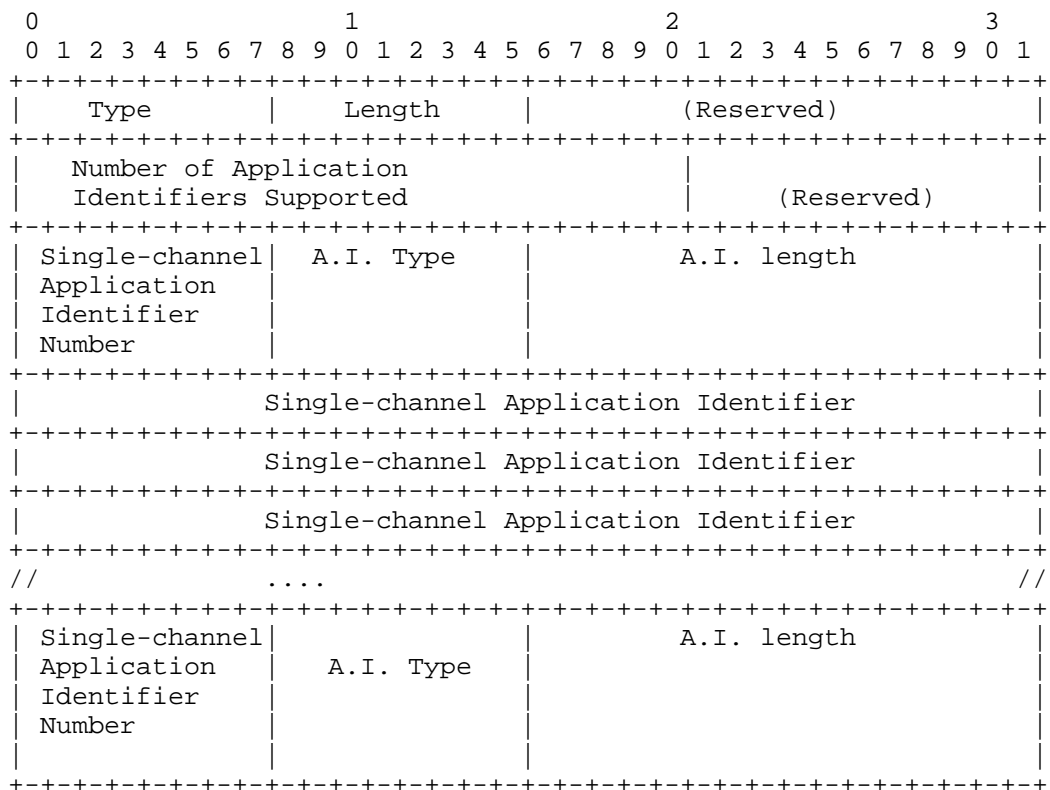 0                   1                   2                   3
 0 1 2 3 4 5 6 7 8 9 0 1 2 3 4 5 6 7 8 9 0 1 2 3 4 5 6 7 8 9 0 1
+-+-+-+-+-+-+-+-+-+-+-+-+-+-+-+-+-+-+-+-+-+-+-+-+-+-+-+-+-+-+-+-+
|    Type       |    Length     |         (Reserved)            |
+-+-+-+-+-+-+-+-+-+-+-+-+-+-+-+-+-+-+-+-+-+-+-+-+-+-+-+-+-+-+-+-+
|   Number of Application                 |                     |
|   Identifiers Supported                 |     (Reserved)      |
+-+-+-+-+-+-+-+-+-+-+-+-+-+-+-+-+-+-+-+-+-+-+-+-+-+-+-+-+-+-+-+-+
| Single-channel|  A.I. Type    |         A.I. length           |
| Application   |               |                               |
| Identifier    |               |                               |
| Number        |               |                               |
+-+-+-+-+-+-+-+-+-+-+-+-+-+-+-+-+-+-+-+-+-+-+-+-+-+-+-+-+-+-+-+-+
|               Single-channel Application Identifier           |
+-+-+-+-+-+-+-+-+-+-+-+-+-+-+-+-+-+-+-+-+-+-+-+-+-+-+-+-+-+-+-+-+
|               Single-channel Application Identifier           |
+-+-+-+-+-+-+-+-+-+-+-+-+-+-+-+-+-+-+-+-+-+-+-+-+-+-+-+-+-+-+-+-+
|               Single-channel Application Identifier           |
+-+-+-+-+-+-+-+-+-+-+-+-+-+-+-+-+-+-+-+-+-+-+-+-+-+-+-+-+-+-+-+-+
//              ....                                           //
+-+-+-+-+-+-+-+-+-+-+-+-+-+-+-+-+-+-+-+-+-+-+-+-+-+-+-+-+-+-+-+-+
| Single-channel|               |         A.I. length           |
| Application   |   A.I. Type   |                               |
| Identifier    |               |                               |
| Number        |               |                               |
|               |               |                               |
+-+-+-+-+-+-+-+-+-+-+-+-+-+-+-+-+-+-+-+-+-+-+-+-+-+-+-+-+-+-+-+-+